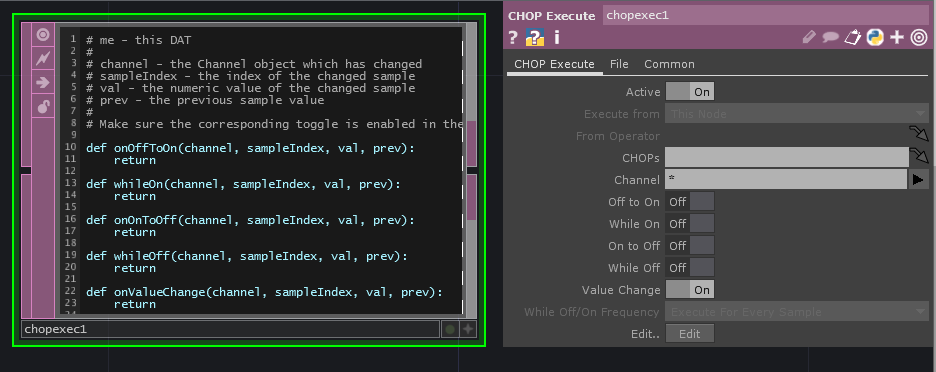 1 # me - this DAT
2 #
3 # channel - the Channel object which has changed
4 # sampleIndex - the index of the changed sample
5 # val - the numeric value of the changed sample
6 # prev - the previous sample value
7 #
8 # Make sure the corresponding toggle is enabled in the
9
10 def onOffToOn(channel, sampleIndex, val, prev):
11 return
12
13 def whileOn(channel, sampleIndex, val, prev):
14 return
15
16 def onOnToOff(channel, sampleIndex, val, prev):
17 return
18
19 def whileOff(channel, sampleIndex, val, prev):
20 return
21
22 def onValueChange(channel, sampleIndex, val, prev):
23 return
24
chopexec1
CHOP Execute chopexec1
? ? i
CHOP Execute File Common
Active On
Execute from This Node
From Operator
CHOPs
Channel *
Off to On Off
While On Off
On to Off Off
While Off Off
Value Change On
While Off/On Frequency Execute For Every Sample
Edit.. Edit